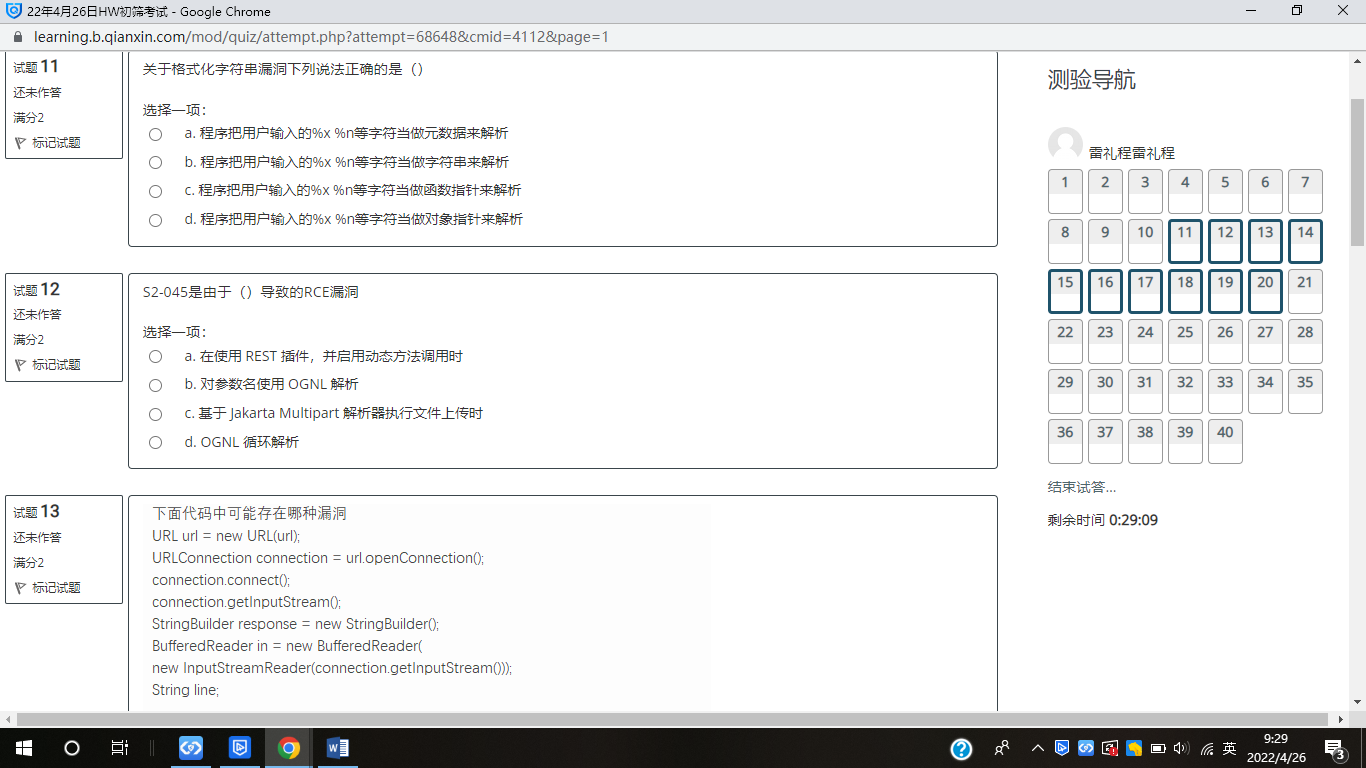 22年4月26日HW初筛考试 - Google Chrome
learning.b.qianxin.com/mod/quiz/attempt.php?attempt=68648&cmid=4112&page=1
试题 11
还未作答
满分2
标记试题
关于格式化字符串漏洞下列说法正确的是（）
选择一项：
a. 程序把用户输入的%x %n等字符当做元数据来解析
b. 程序把用户输入的%x %n等字符当做字符串来解析
c. 程序把用户输入的%x %n等字符当做函数指针来解析
d. 程序把用户输入的%x %n等字符当做对象指针来解析
试题 12
还未作答
满分2
标记试题
S2-045是由于（）导致的RCE漏洞
选择一项：
a. 在使用 REST 插件，并启用动态方法调用时
b. 对参数名使用 OGNL 解析
c. 基于 Jakarta Multipart 解析器执行文件上传时
d. OGNL 循环解析
试题 13
还未作答
满分2
标记试题
下面代码中可能存在哪种漏洞
URL url = new URL(url);
URLConnection connection = url.openConnection();
connection.connect();
connection.getInputStream();
StringBuilder response = new StringBuilder();
BufferedReader in = new BufferedReader(
new InputStreamReader(connection.getInputStream()));
String line;
测验导航
雷礼程雷礼程
1 2 3 4 5 6 7
8 9 10 11 12 13 14
15 16 17 18 19 20 21
22 23 24 25 26 27 28
29 30 31 32 33 34 35
36 37 38 39 40
结束试答...
剩余时间 0:29:09
英
9:29
2022/4/26
3